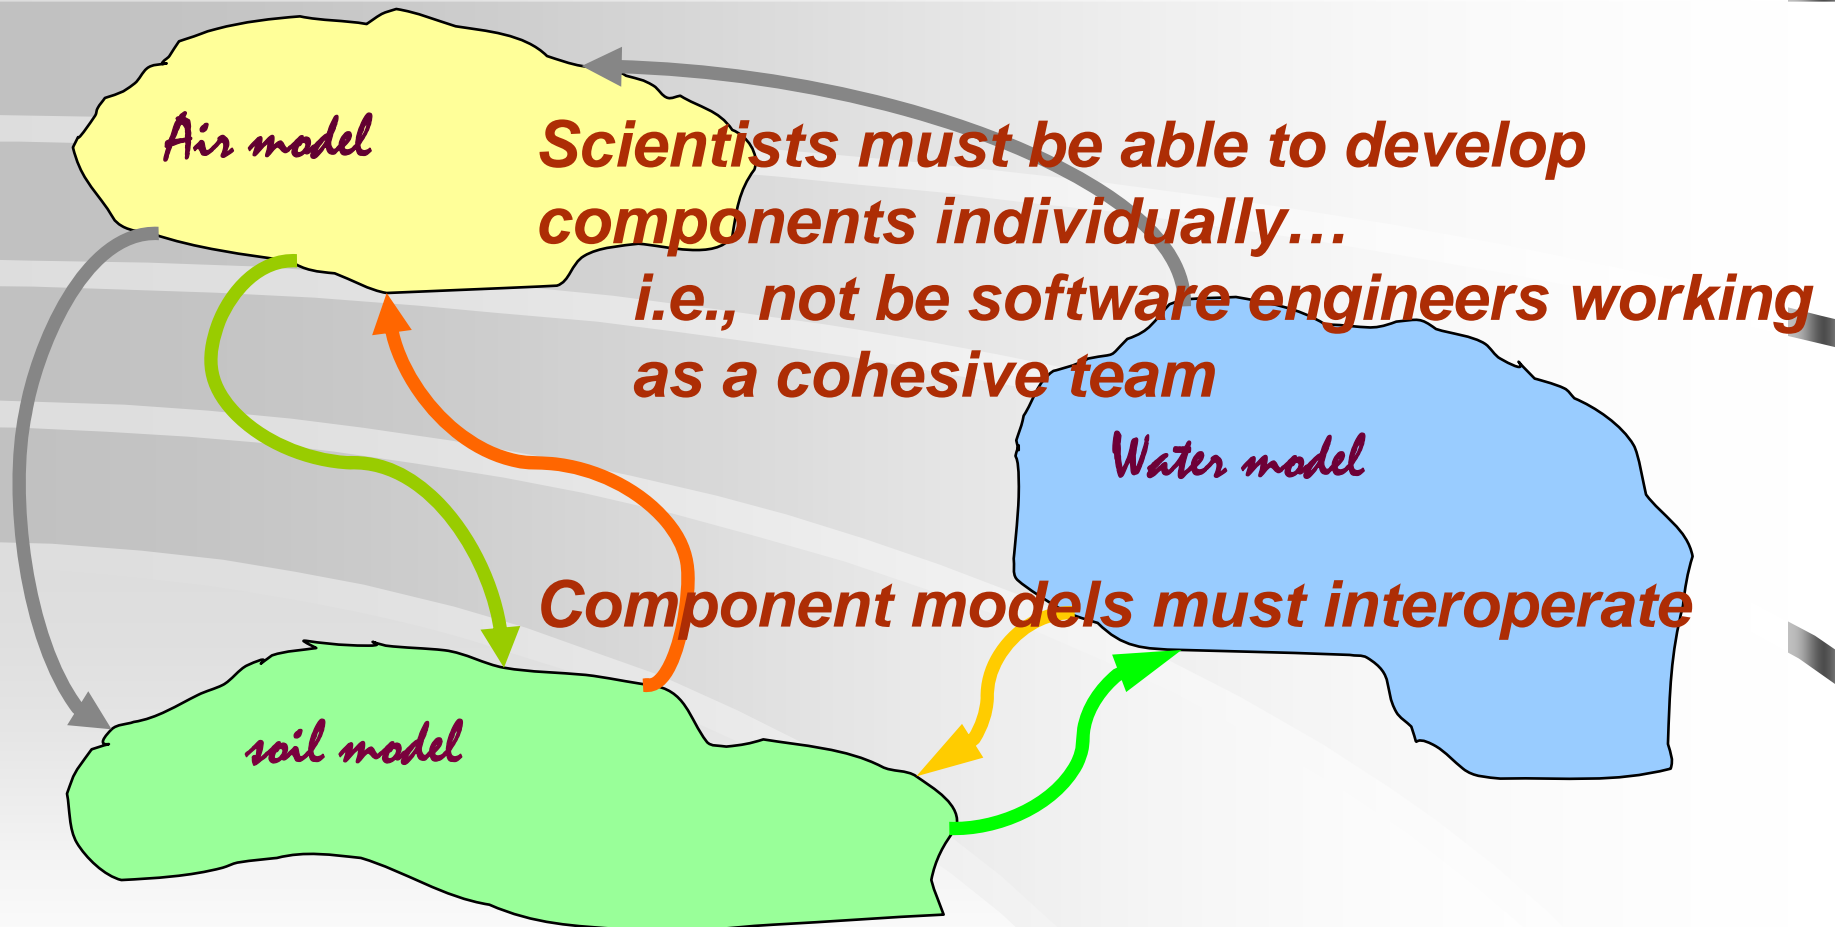 Air model
Scientists must be able to develop
components individually…
i.e., not be software engineers working
as a cohesive team
Water model
Component models must interoperate
soil model